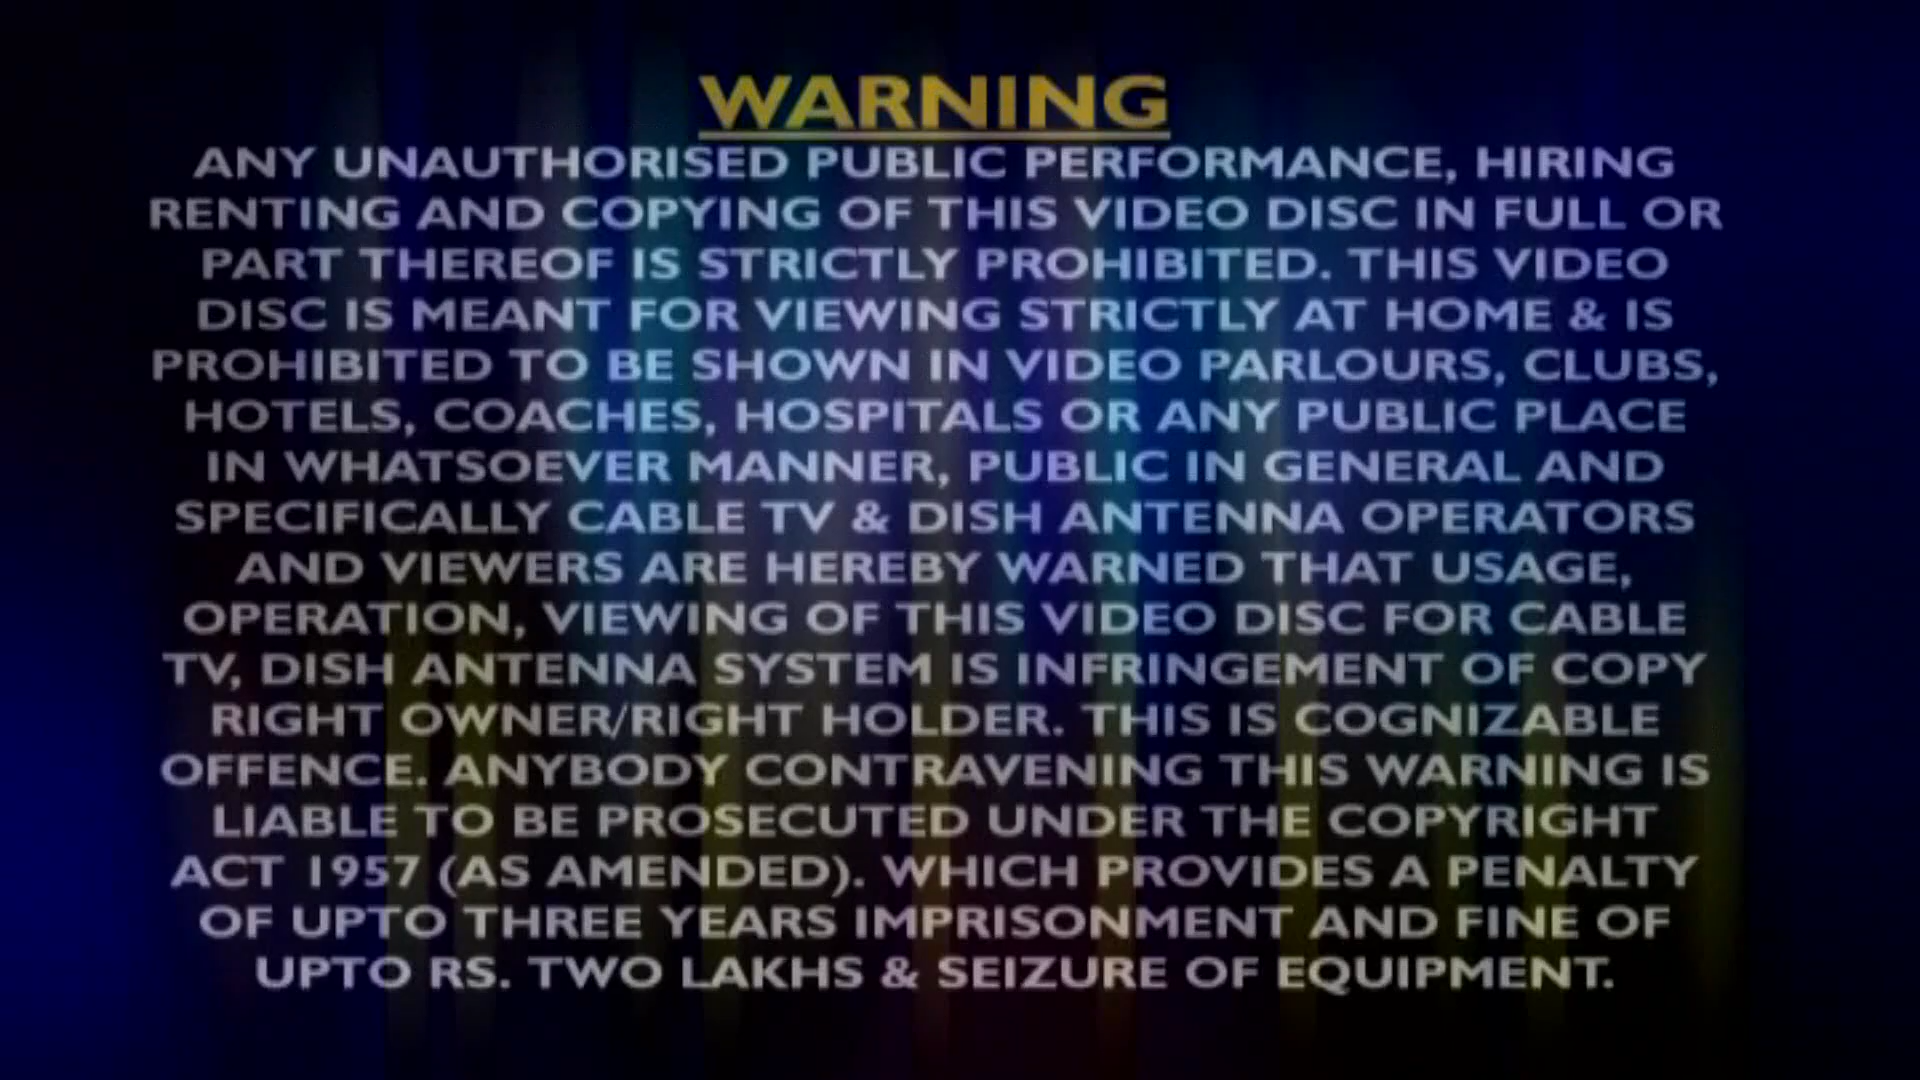 WARNING
ANY UNAUTHORISED PUBLIC PERFORMANCE, HIRING
RENTING AND COPYING OF THIS VIDEO DISC IN FULL OR
PART THEREOF IS STRICTLY PROHIBITED. THIS VIDEO
DISC IS MEANT FOR VIEWING STRICTLY AT HOME & IS
PROHIBITED TO BE SHOWN IN VIDEO PARLOURS, CLUBS,
HOTELS, COACHES, HOSPITALS OR ANY PUBLIC PLACE
IN WHATSOEVER MANNER, PUBLIC IN GENERAL AND
SPECIFICALLY CABLE TV & DISH ANTENNA OPERATORS
AND VIEWERS ARE HEREBY WARNED THAT USAGE,
OPERATION, VIEWING OF THIS VIDEO DISC FOR CABLE
TV, DISH ANTENNA SYSTEM IS INFRINGEMENT OF COPY
RIGHT OWNER/RIGHT HOLDER. THIS IS COGNIZABLE
OFFENCE. ANYBODY CONTRAVENING THIS WARNING IS
LIABLE TO BE PROSECUTED UNDER THE COPYRIGHT
ACT 1957 (AS AMENDED). WHICH PROVIDES A PENALTY
OF UPTO THREE YEARS IMPRISONMENT AND FINE OF
UPTO RS. TWO LAKHS & SEIZURE OF EQUIPMENT.